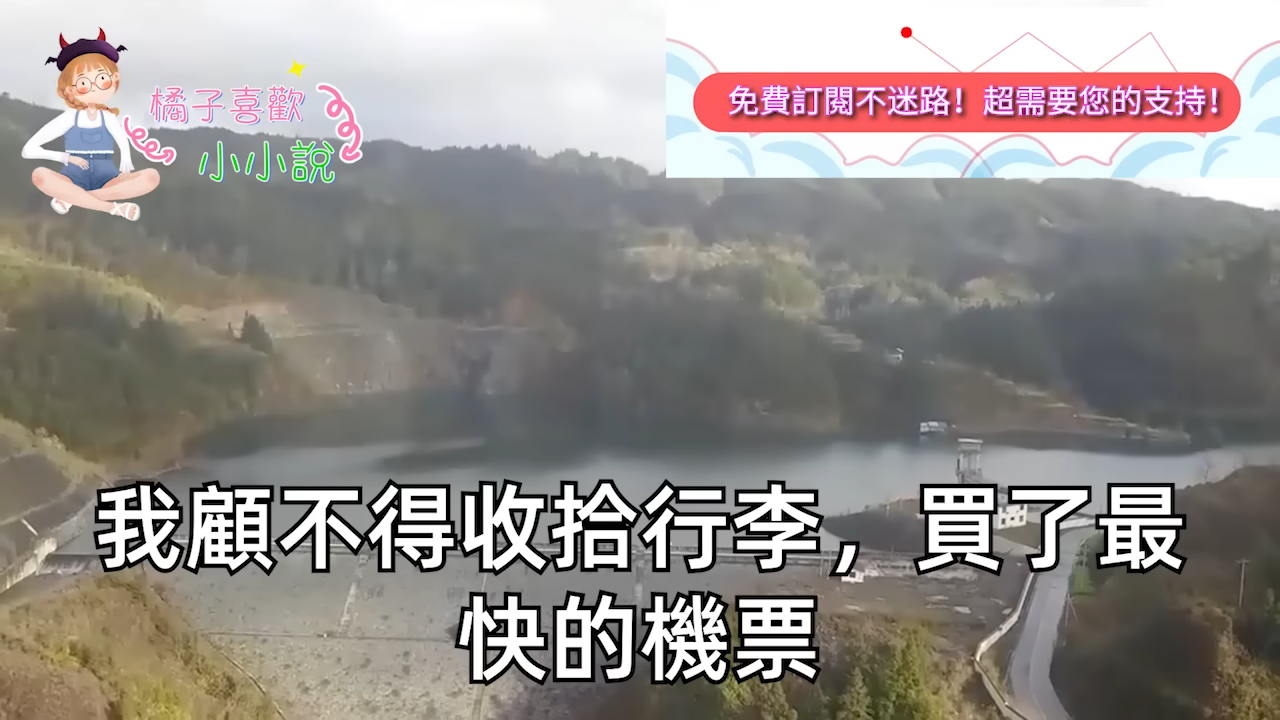 橘子喜歡
小小說
免費訂閱不迷路！超需要您的支持！
我顧不得收拾行李，買了最
快的機票